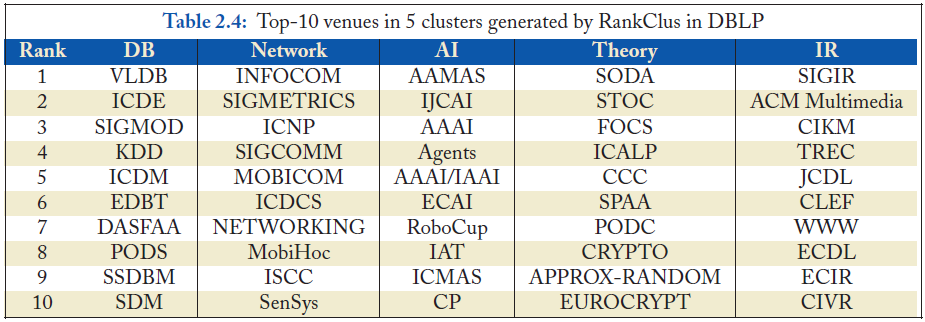 Table 2.4: Top-10 venues in 5 clusters generated by RankClus in DBLP
Rank DB Network AI Theory IR
1 VLDB INFOCOM AAMAS SODA SIGIR
2 ICDE SIGMETRICS IJCAI STOC ACM Multimedia
3 SIGMOD ICNP AAAI FOCS CIKM
4 KDD SIGCOMM Agents ICALP TREC
5 ICDM MOBICOM AAAI/IAAI CCC JCDL
6 EDBT ICDCS ECAI SPAA CLEF
7 DASFAA NETWORKING RoboCup PODC WWW
8 PODS MobiHoc IAT CRYPTO ECDL
9 SSDBM ISCC ICMAS APPROX-RANDOM ECIR
10 SDM SenSys CP EUROCRYPT CIVR